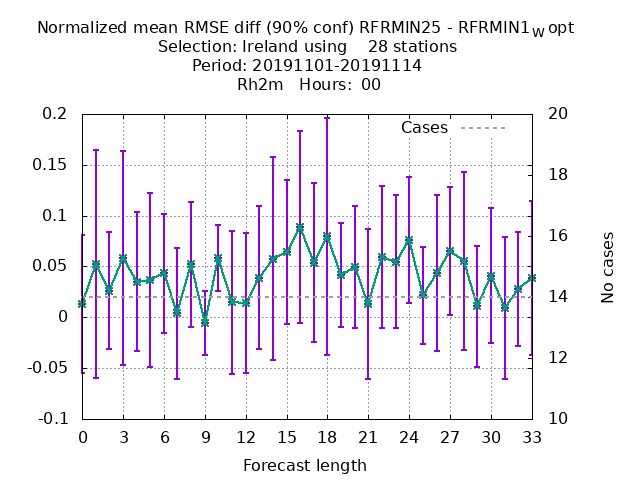 Normalized mean RMSE diff (90% conf) RFRMIN25 - RFRMIN1W opt
Selection: Ireland using 28 stations
Period: 20191101-20191114
Rh2m Hours: 00
Cases
0.2
0.15
0.1
0.05
0
-0.05
-0.1
20
18
16
14
12
10
No cases
0 3 6 9 12 15 18 21 24 27 30 33
Forecast length